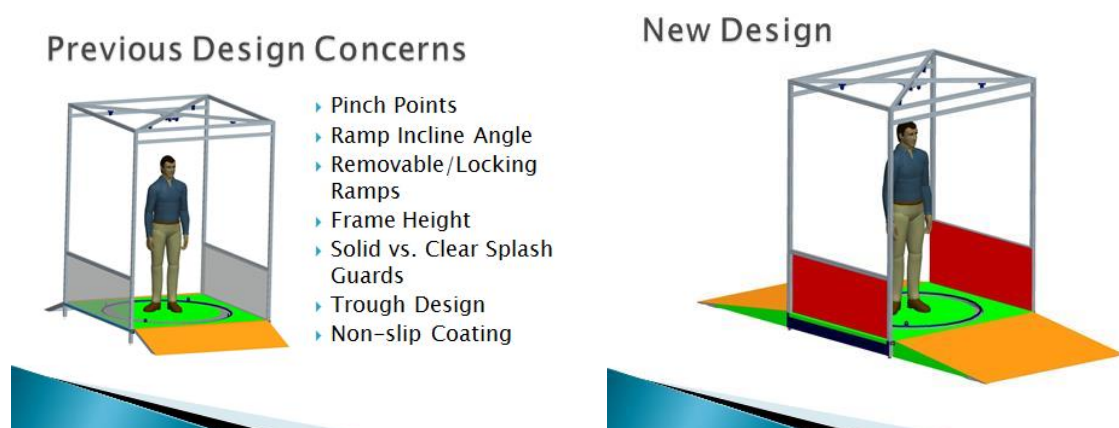 Previous Design Concerns
Pinch Points
Ramp Incline Angle
Removable/Locking
Ramps
Frame Height
Solid vs. Clear Splash
Guards
Trough Design
Non-slip Coating
New Design